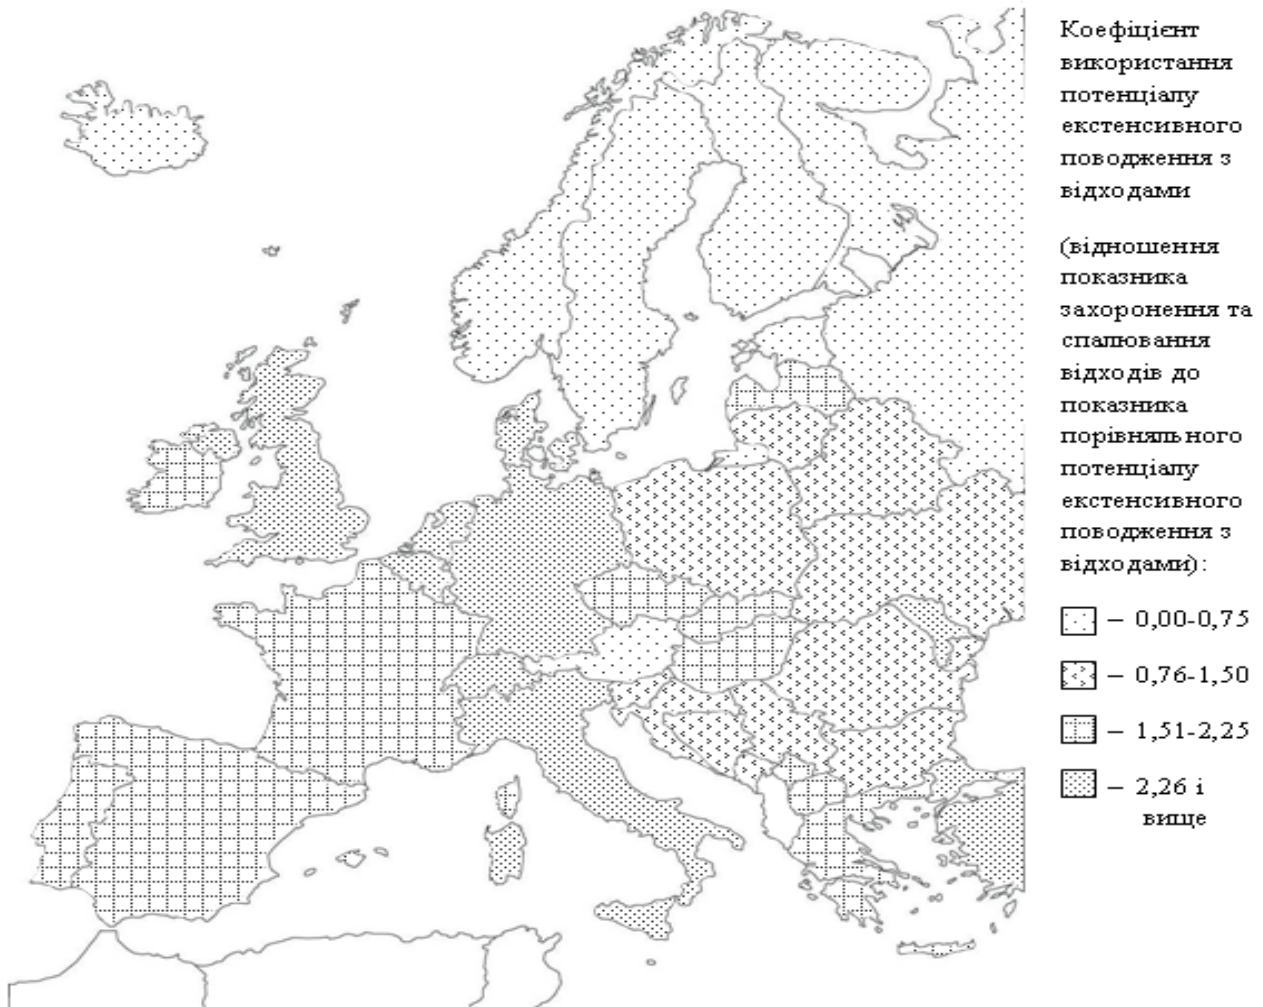 Коефіцієнт
використання
потенціалу
екстенсивного
поводження з
відходами
(відношення
показника
захоронення та
спалювання
відходів до
показника
порівняльного
потенціалу
екстенсивного
поводження з
відходами):
– 0,00-0,75
– 0,76-1,50
– 1,51-2,25
– 2,26 і
вище